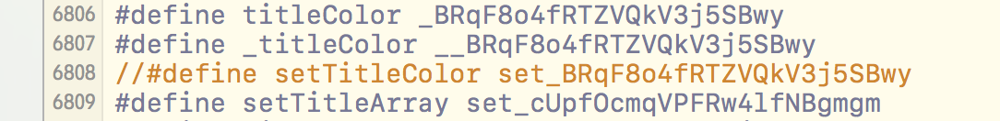 6806 #define titleColor _BRqF8o4fRTZVQkV3j5SBwy
6807 #define _titleColor __BRqF8o4fRTZVQkV3j5SBwy
6808 //#define setTitleColor set_BRqF8o4fRTZVQkV3j5SBwy
6809 #define setTitleArray set_cUpfOcmqVPFRw4lfNBgmgm